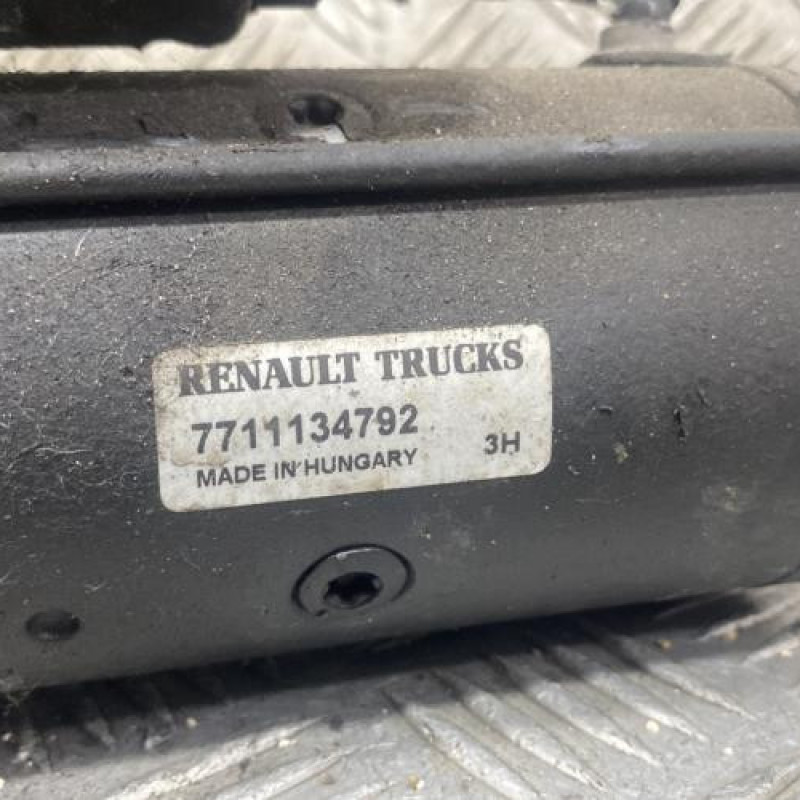 RENAULT TRUCKS
7711134792
MADE IN HUNGARY 3H